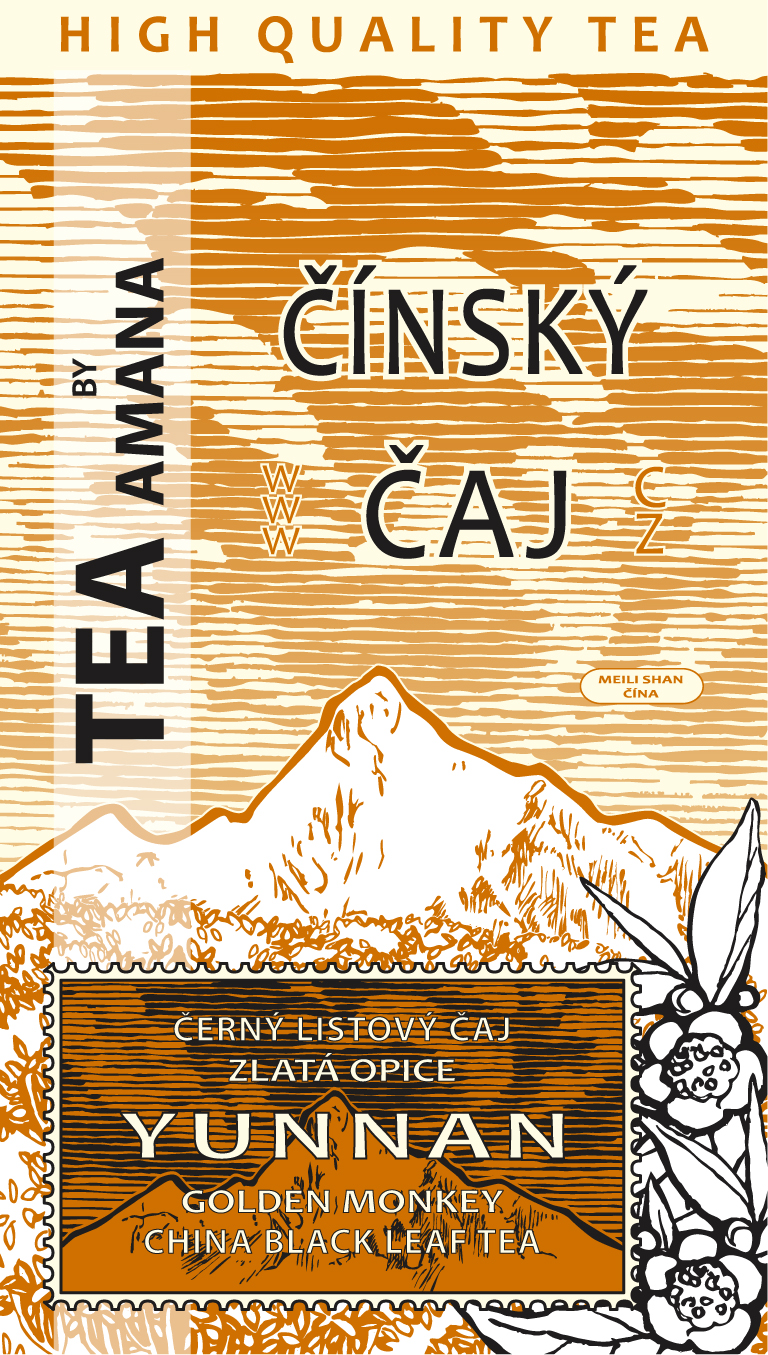 HIGH QUALITY TEA
TEA BY AMANA
ČÍNSKÝ
WWW
ČAJ
CZ
MEILI SHAN
ČÍNA
ČERNÝ LISTOVÝ ČAJ
ZLATÁ OPICE
YUNNAN
GOLDEN MONKEY
CHINA BLACK LEAF TEA